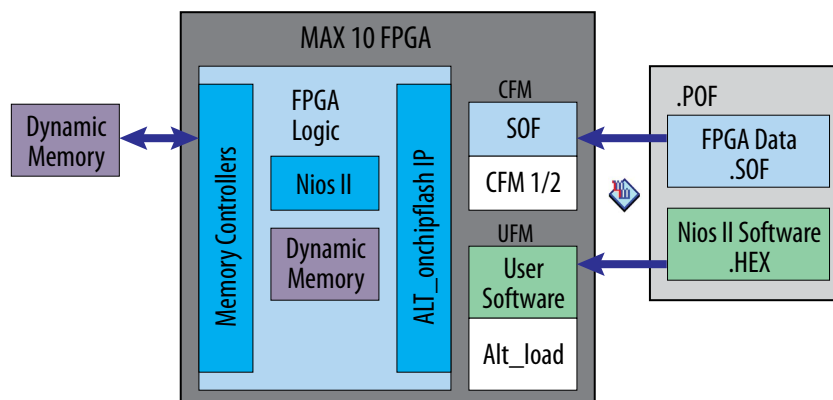 MAX 10 FPGA
Dynamic
Memory
Memory Controllers
FPGA
Logic
Nios II
Dynamic
Memory
ALT_onchipflash IP
CFM
SOF
CFM 1/2
UFM
User
Software
Alt_load
.POF
FPGA Data
.SOF
Nios II Software
.HEX